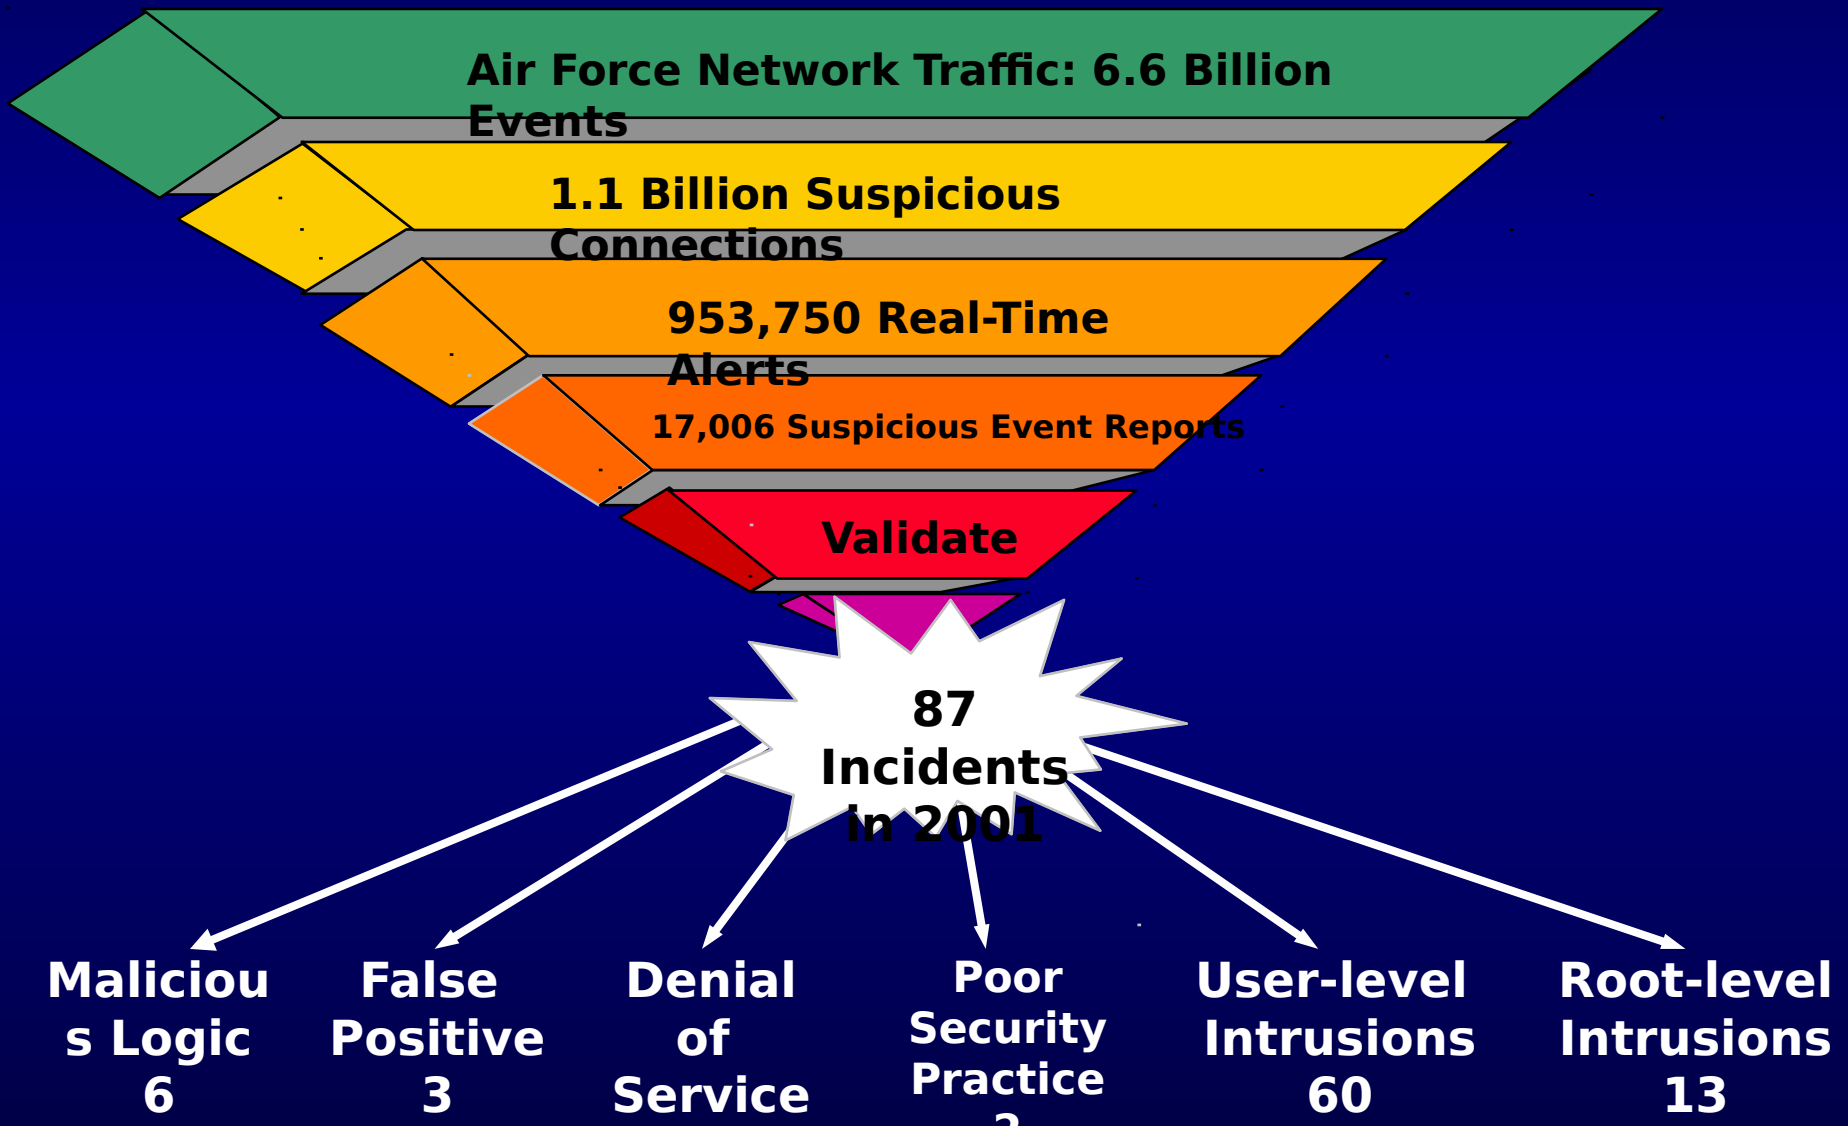 Air Force Network Traffic: 6.6 Billion
Events
1.1 Billion Suspicious
Connections
953,750 Real-Time
Alerts
17,006 Suspicious Event Reports
Validate
87
Incidents
in 2001
Maliciou
s Logic
6
False
Positive
3
Denial
of
Service
Poor
Security
Practice
User-level
Intrusions
60
Root-level
Intrusions
13